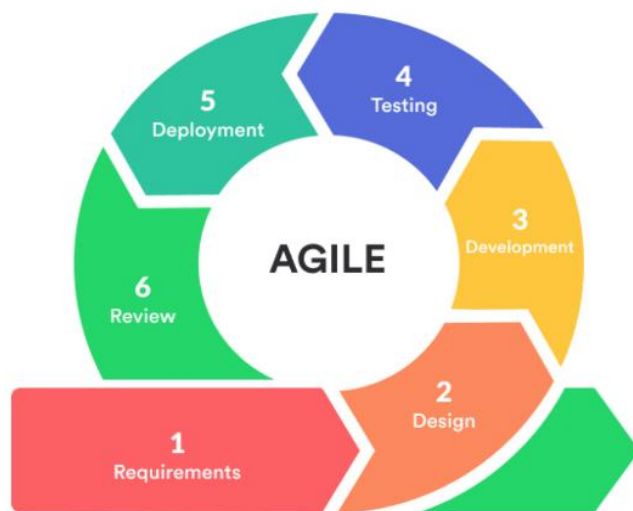 AGILE
1
Requirements
2
Design
3
Development
4
Testing
5
Deployment
6
Review